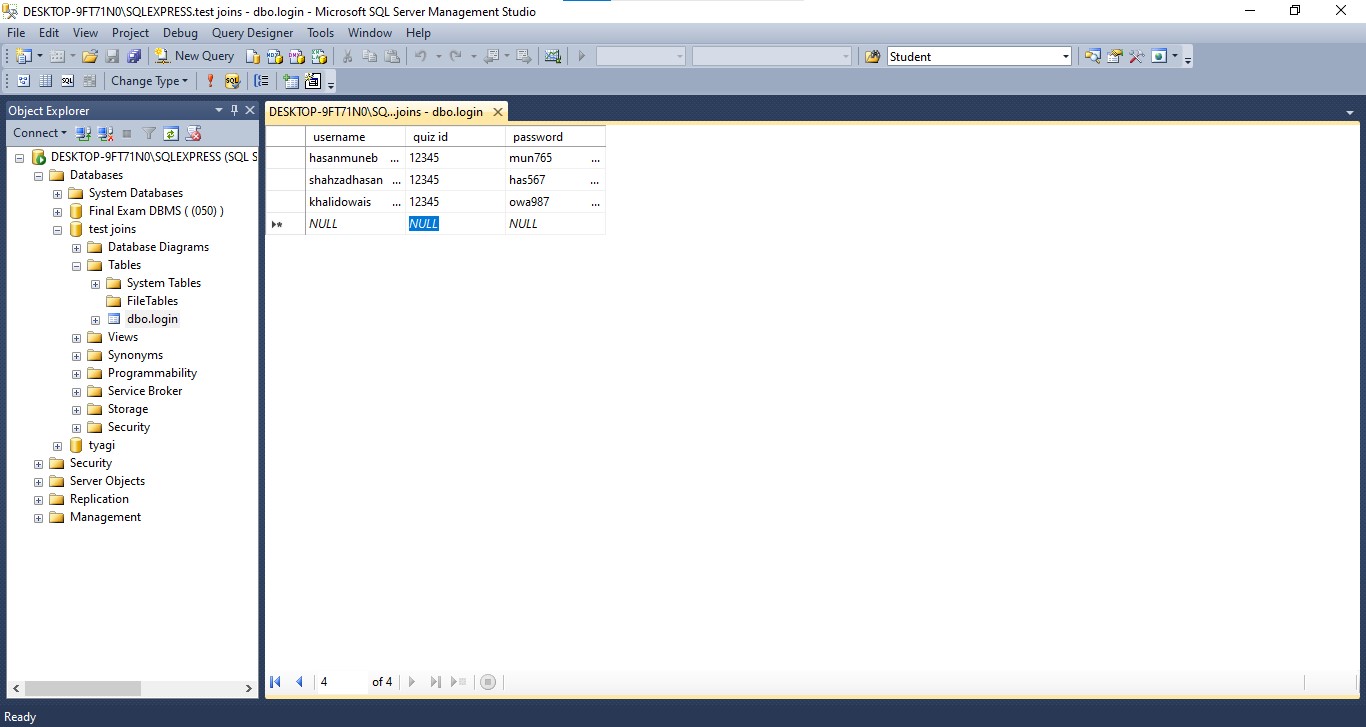 DESKTOP-9FT71N0\SQLEXPRESS.test joins - dbo.login - Microsoft SQL Server Management Studio
File Edit View Project Debug Query Designer Tools Window Help
New Query Student
Change Type
Object Explorer
DESKTOP-9FT71N0\SQ...joins - dbo.login
Connect
username quiz id password
hasanmuneb ... 12345 mun765 ...
shahzadhasan ... 12345 has567 ...
khalidowais ... 12345 owa987 ...
NULL NULL NULL
DESKTOP-9FT71N0\SQLEXPRESS (SQL S
Databases
System Databases
Final Exam DBMS ( (050) )
test joins
Database Diagrams
Tables
System Tables
FileTables
dbo.login
Views
Synonyms
Programmability
Service Broker
Storage
Security
tyagi
Security
Server Objects
Replication
Management
4 of 4
Ready